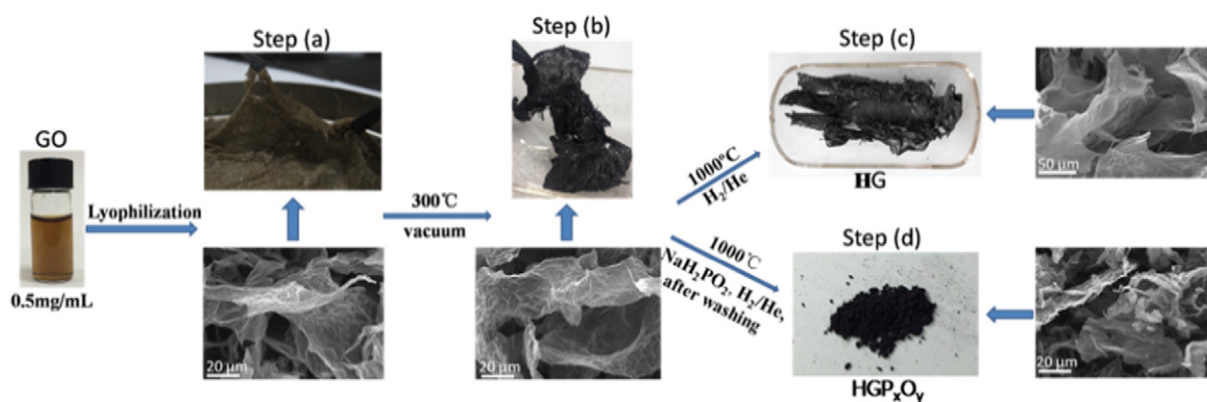 GO
0.5mg/mL
Lyophilization
Step (a)
20 μm
300℃
vacuum
Step (b)
20 μm
1000℃
H₂/He
Step (c)
HG
50 μm
1000℃
NaH₂PO₂, H₂/He,
after washing
Step (d)
HGPₓOᵧ
20 μm